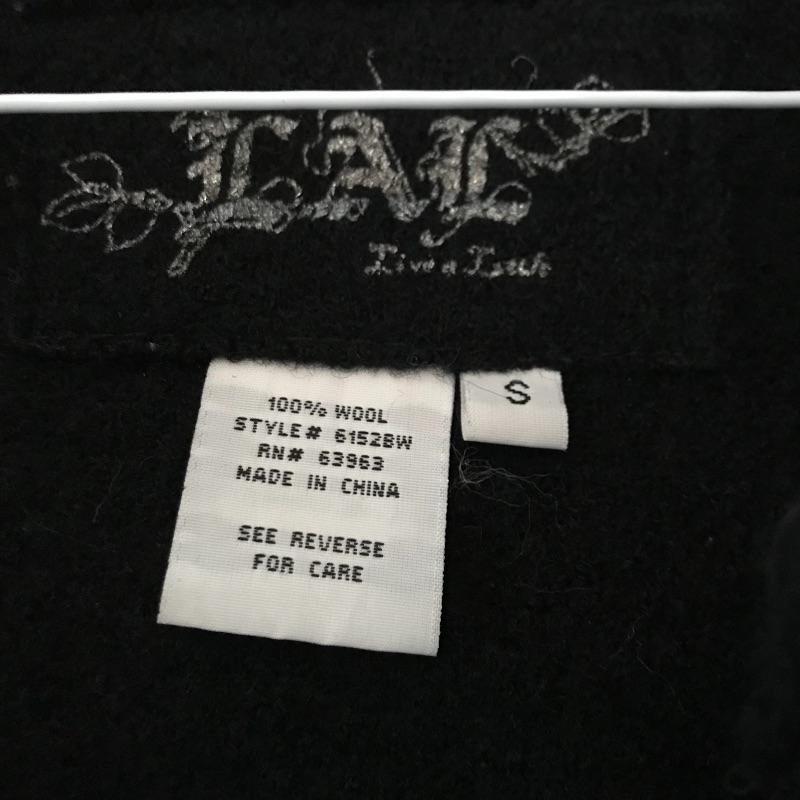 LAL
Live a Little
100% WOOL
STYLE# 6152BW
RN# 63963
MADE IN CHINA
SEE REVERSE
FOR CARE
S